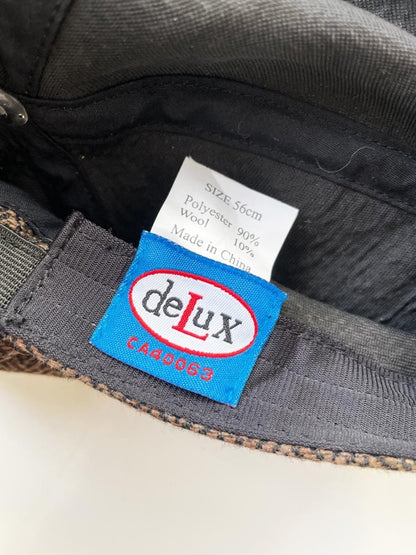 SIZE 56cm
Polyester 90%
Wool 10%
Made in China
deLux
CA40063